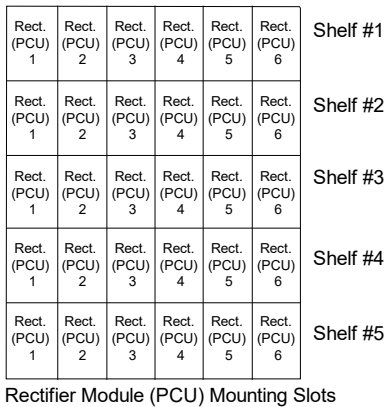 Rect. Rect. Rect. Rect. Rect. Rect. Shelf #1
(PCU) (PCU) (PCU) (PCU) (PCU) (PCU)
1 2 3 4 5 6
Rect. Rect. Rect. Rect. Rect. Rect. Shelf #2
(PCU) (PCU) (PCU) (PCU) (PCU) (PCU)
1 2 3 4 5 6
Rect. Rect. Rect. Rect. Rect. Rect. Shelf #3
(PCU) (PCU) (PCU) (PCU) (PCU) (PCU)
1 2 3 4 5 6
Rect. Rect. Rect. Rect. Rect. Rect. Shelf #4
(PCU) (PCU) (PCU) (PCU) (PCU) (PCU)
1 2 3 4 5 6
Rect. Rect. Rect. Rect. Rect. Rect. Shelf #5
(PCU) (PCU) (PCU) (PCU) (PCU) (PCU)
1 2 3 4 5 6
Rectifier Module (PCU) Mounting Slots